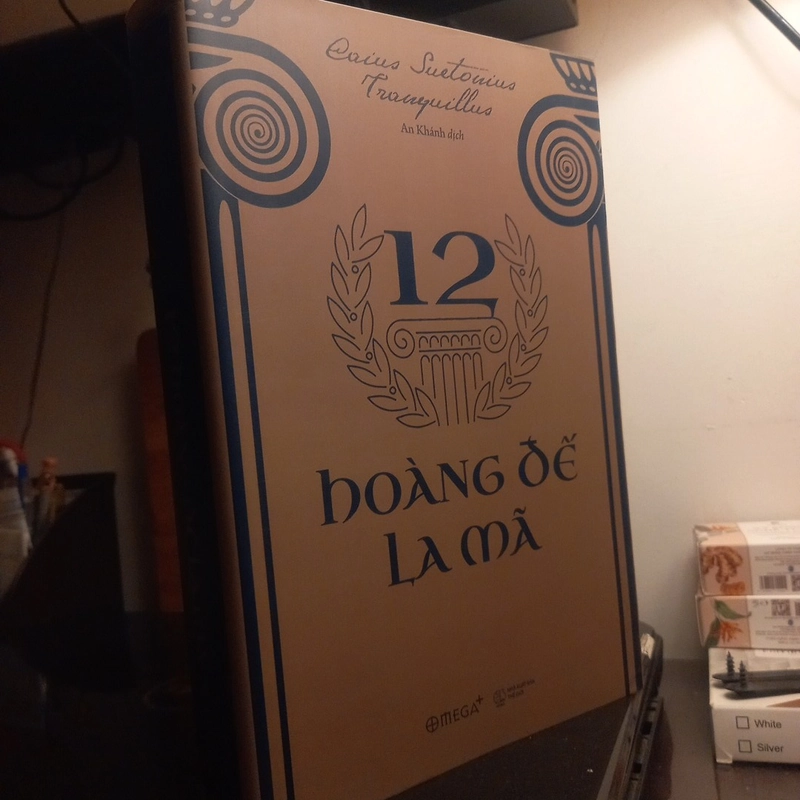 Caius Suetonius
Tranquillus
An Khánh dịch
12
HOÀNG ĐẾ
LA MÃ
OMEGA+
White
Silver